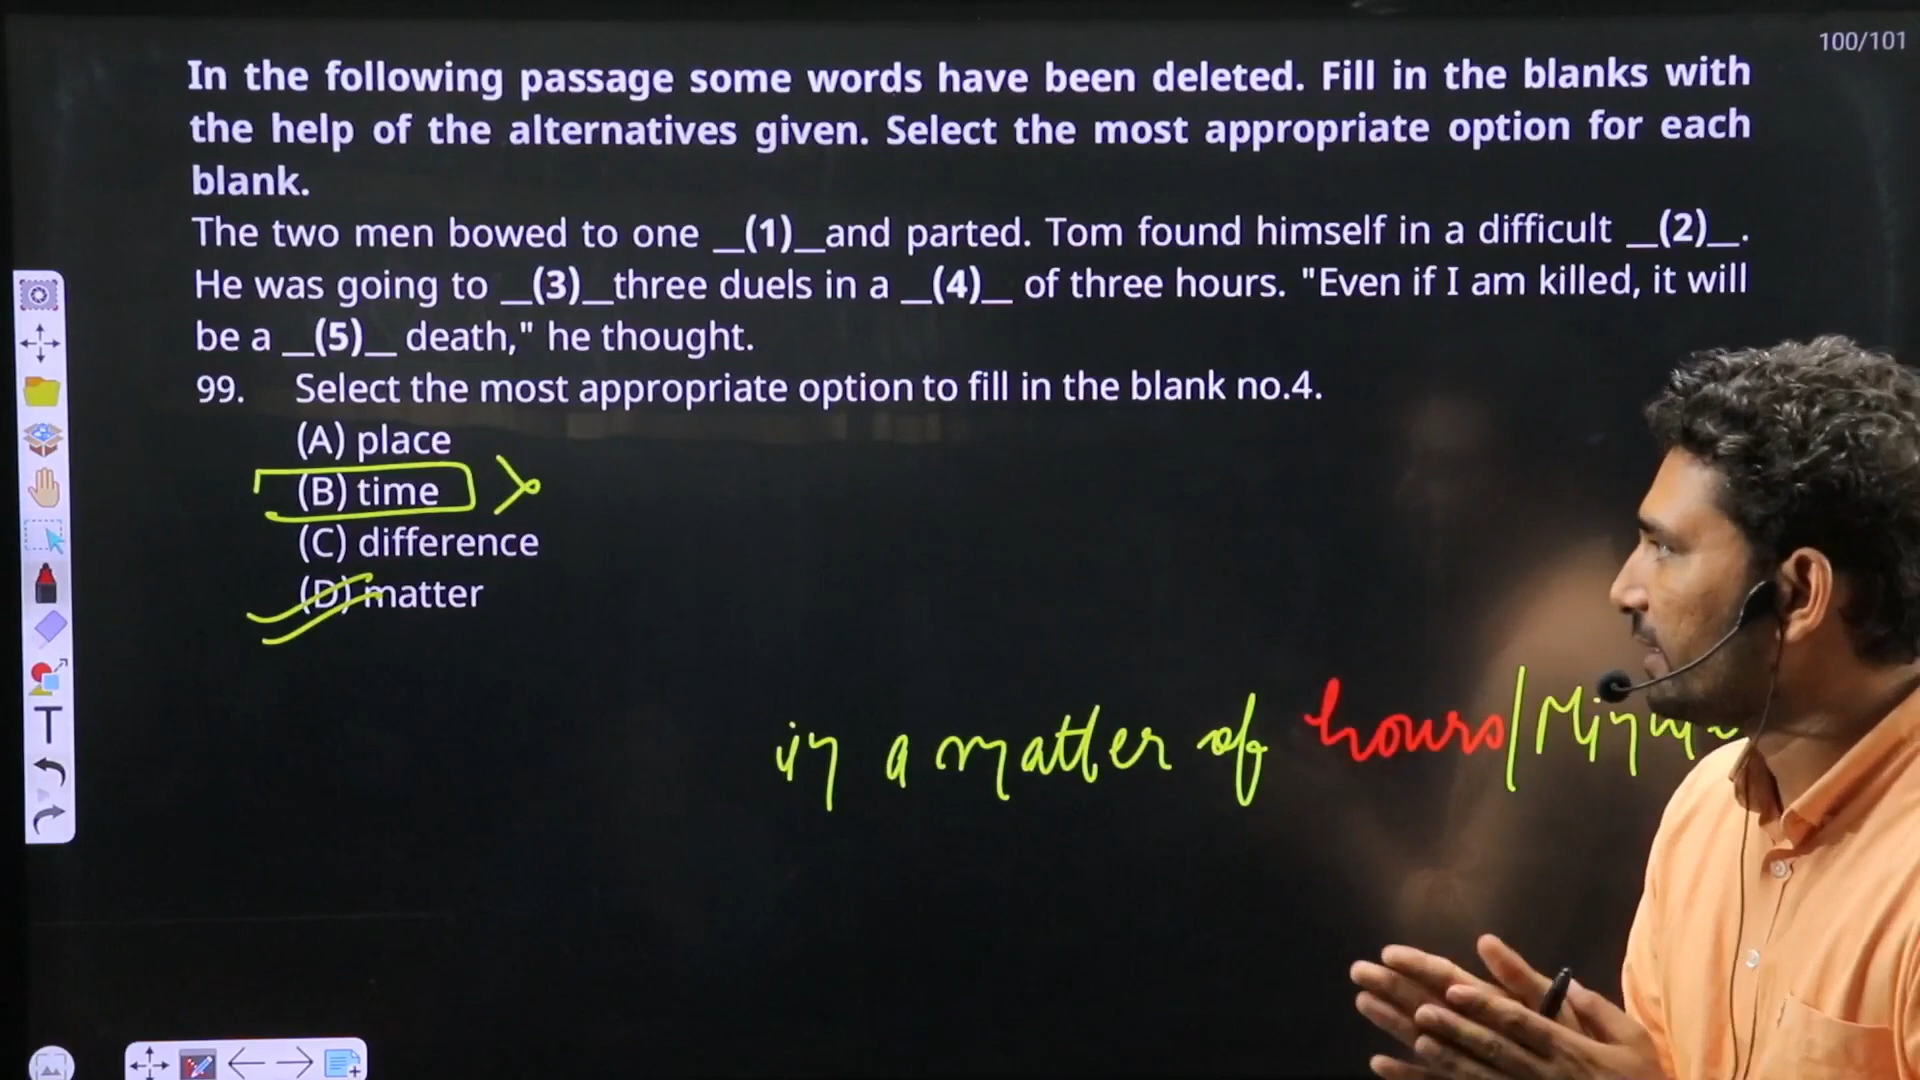 100/101
In the following passage some words have been deleted. Fill in the blanks with
the help of the alternatives given. Select the most appropriate option for each
blank.
The two men bowed to one __(1)__and parted. Tom found himself in a difficult __(2)__.
He was going to __(3)__three duels in a __(4)__ of three hours. "Even if I am killed, it will
be a __(5)__ death," he thought.
99. Select the most appropriate option to fill in the blank no.4.
(A) place
(B) time
(C) difference
(D) matter
in a matter of hours/
T